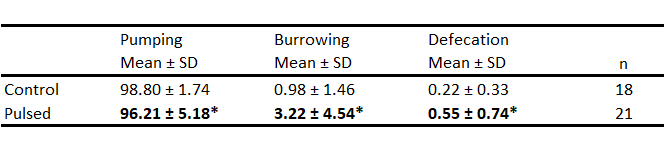 Pumping Burrowing Defecation
Mean ± SD Mean ± SD Mean ± SD n
Control 98.80 ± 1.74 0.98 ± 1.46 0.22 ± 0.33 18
Pulsed 96.21 ± 5.18* 3.22 ± 4.54* 0.55 ± 0.74* 21